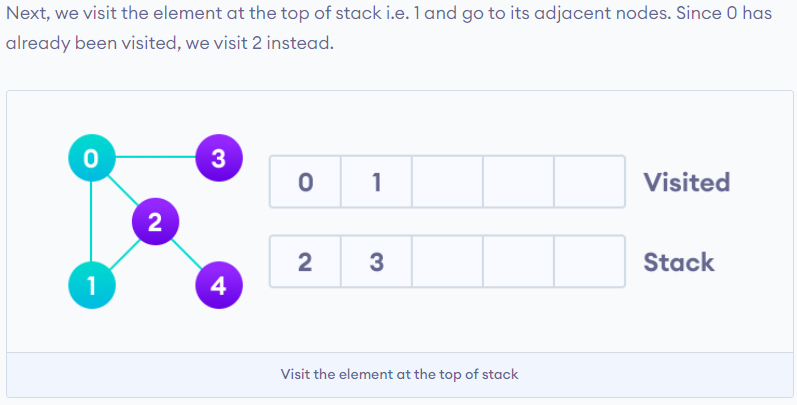 Next, we visit the element at the top of stack i.e. 1 and go to its adjacent nodes. Since 0 has
already been visited, we visit 2 instead.
0 3
0 1 Visited
2
2 3 Stack
1 4
Visit the element at the top of stack